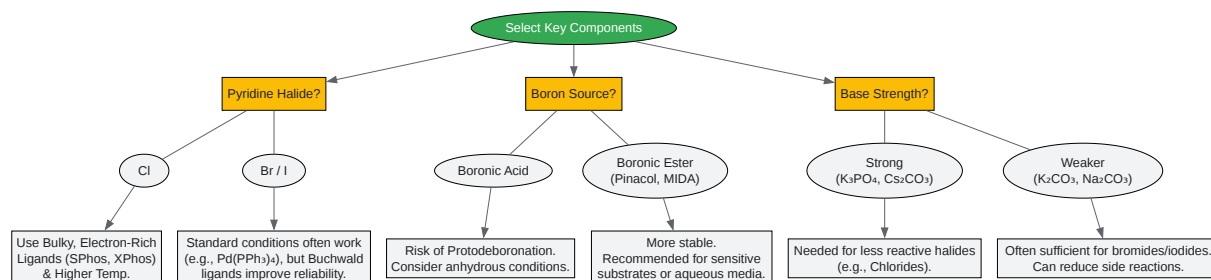 Select Key Components
Pyridine Halide?
Boron Source?
Base Strength?
Cl
Br / I
Boronic Acid
Boronic Ester
(Pinacol, MIDA)
Strong
(K₃PO₄, Cs₂CO₃)
Weaker
(K₂CO₃, Na₂CO₃)
Use Bulky, Electron-Rich
Ligands (SPhos, XPhos)
& Higher Temp.
Standard conditions often work
(e.g., Pd(PPh₃)₄), but Buchwald
ligands improve reliability.
Risk of Protodeboronation.
Consider anhydrous conditions.
More stable.
Recommended for sensitive
substrates or aqueous media.
Needed for less reactive halides
(e.g., Chlorides).
Often sufficient for bromides/iodides.
Can reduce side reactions.